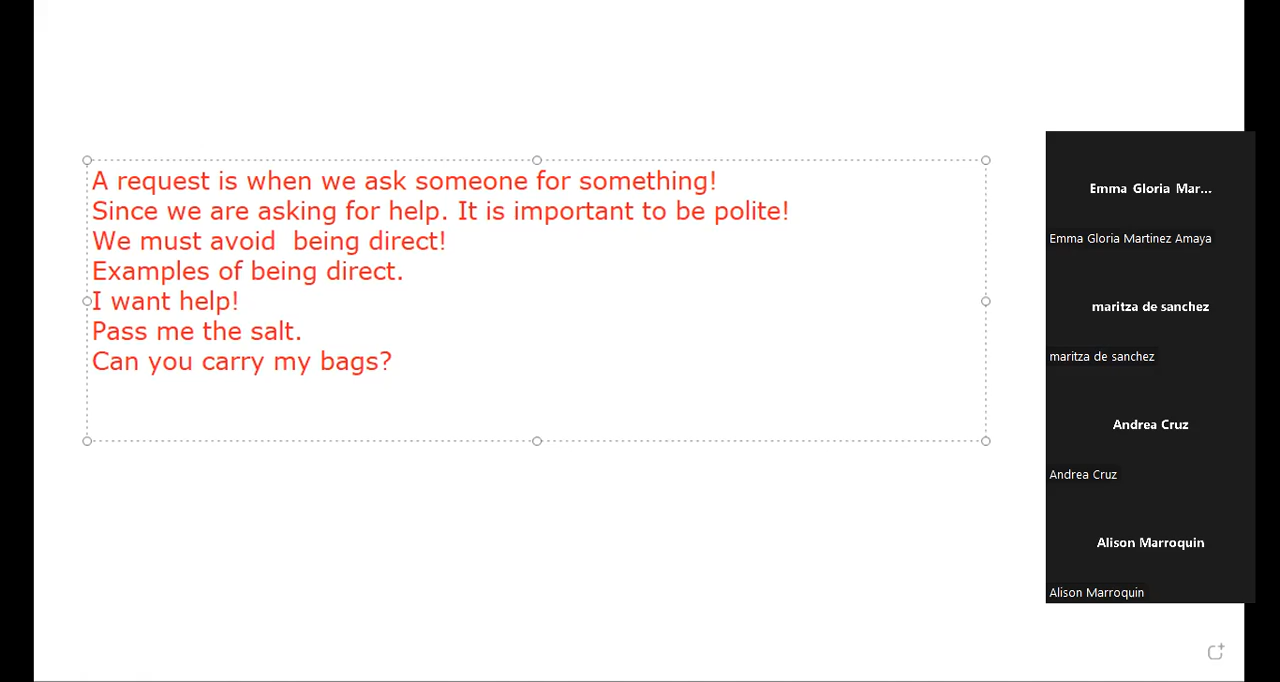 A request is when we ask someone for something!
Since we are asking for help. It is important to be polite!
We must avoid  being direct!
Examples of being direct.
I want help!
Pass me the salt.
Can you carry my bags?
Emma Gloria Mar...
Emma Gloria Martinez Amaya
maritza de sanchez
maritza de sanchez
Andrea Cruz
Andrea Cruz
Alison Marroquin
Alison Marroquin